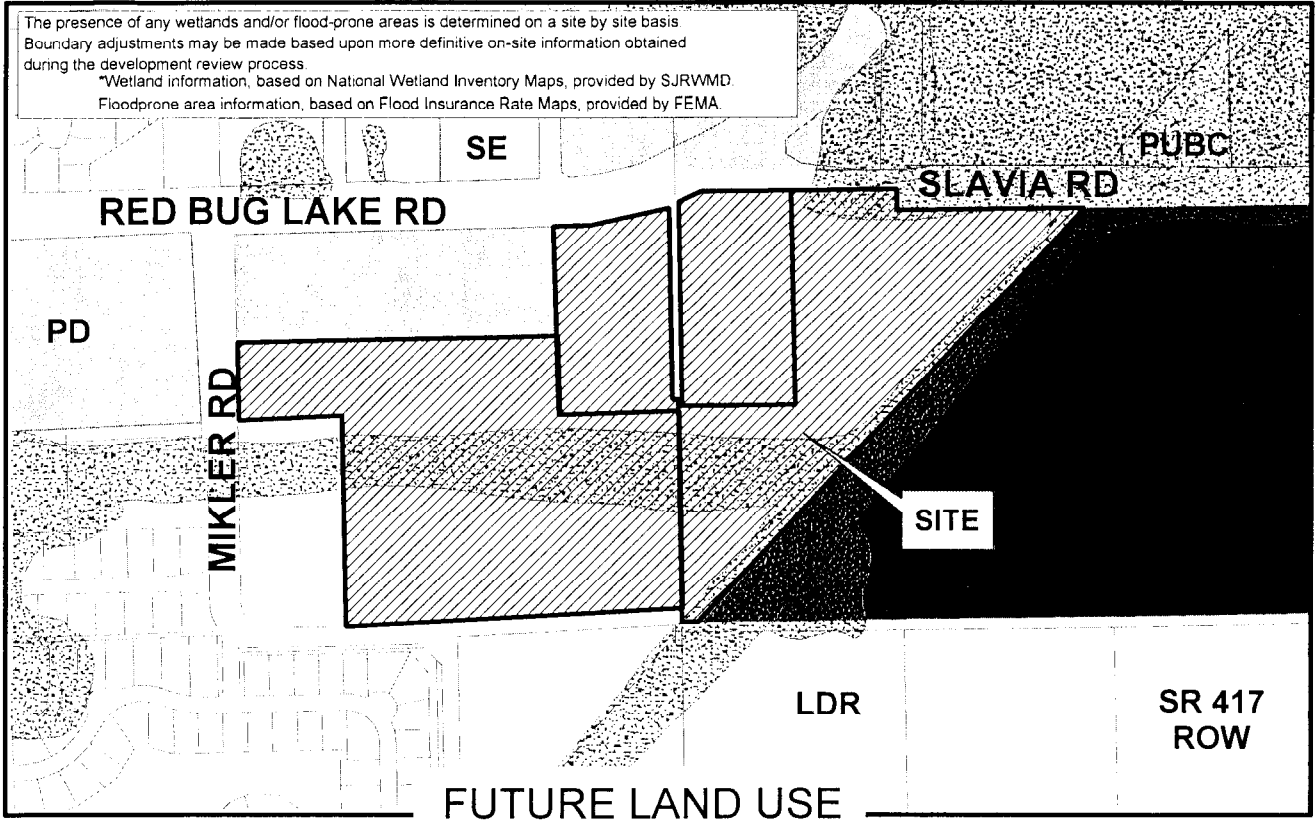 The presence of any wetlands and/or flood-prone areas is determined on a site by site basis.
Boundary adjustments may be made based upon more definitive on-site information obtained
during the development review process.
*Wetland information, based on National Wetland Inventory Maps, provided by SJRWMD.
Floodprone area information, based on Flood Insurance Rate Maps, provided by FEMA.
SE
PUBC
SLAVIA RD
RED BUG LAKE RD
PD
MIKLER RD
SITE
LDR
SR 417
ROW
FUTURE LAND USE